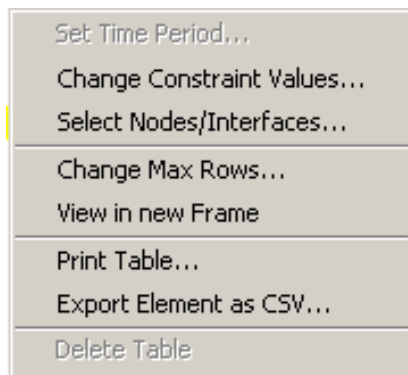 Set Time Period...
Change Constraint Values...
Select Nodes/Interfaces...
Change Max Rows...
View in new Frame
Print Table...
Export Element as CSV...
Delete Table